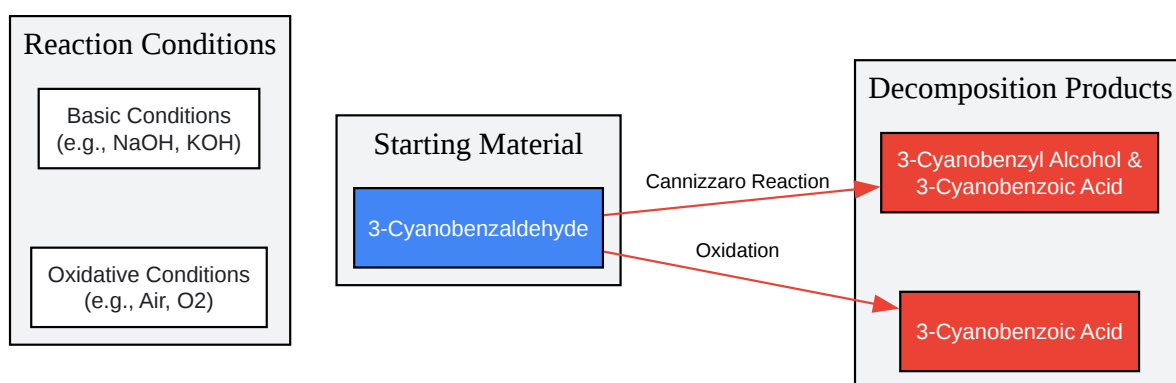 Reaction Conditions
Basic Conditions
(e.g., NaOH, KOH)
Oxidative Conditions
(e.g., Air, O2)
Starting Material
3-Cyanobenzaldehyde
Cannizzaro Reaction
Oxidation
Decomposition Products
3-Cyanobenzyl Alcohol &
3-Cyanobenzoic Acid
3-Cyanobenzoic Acid